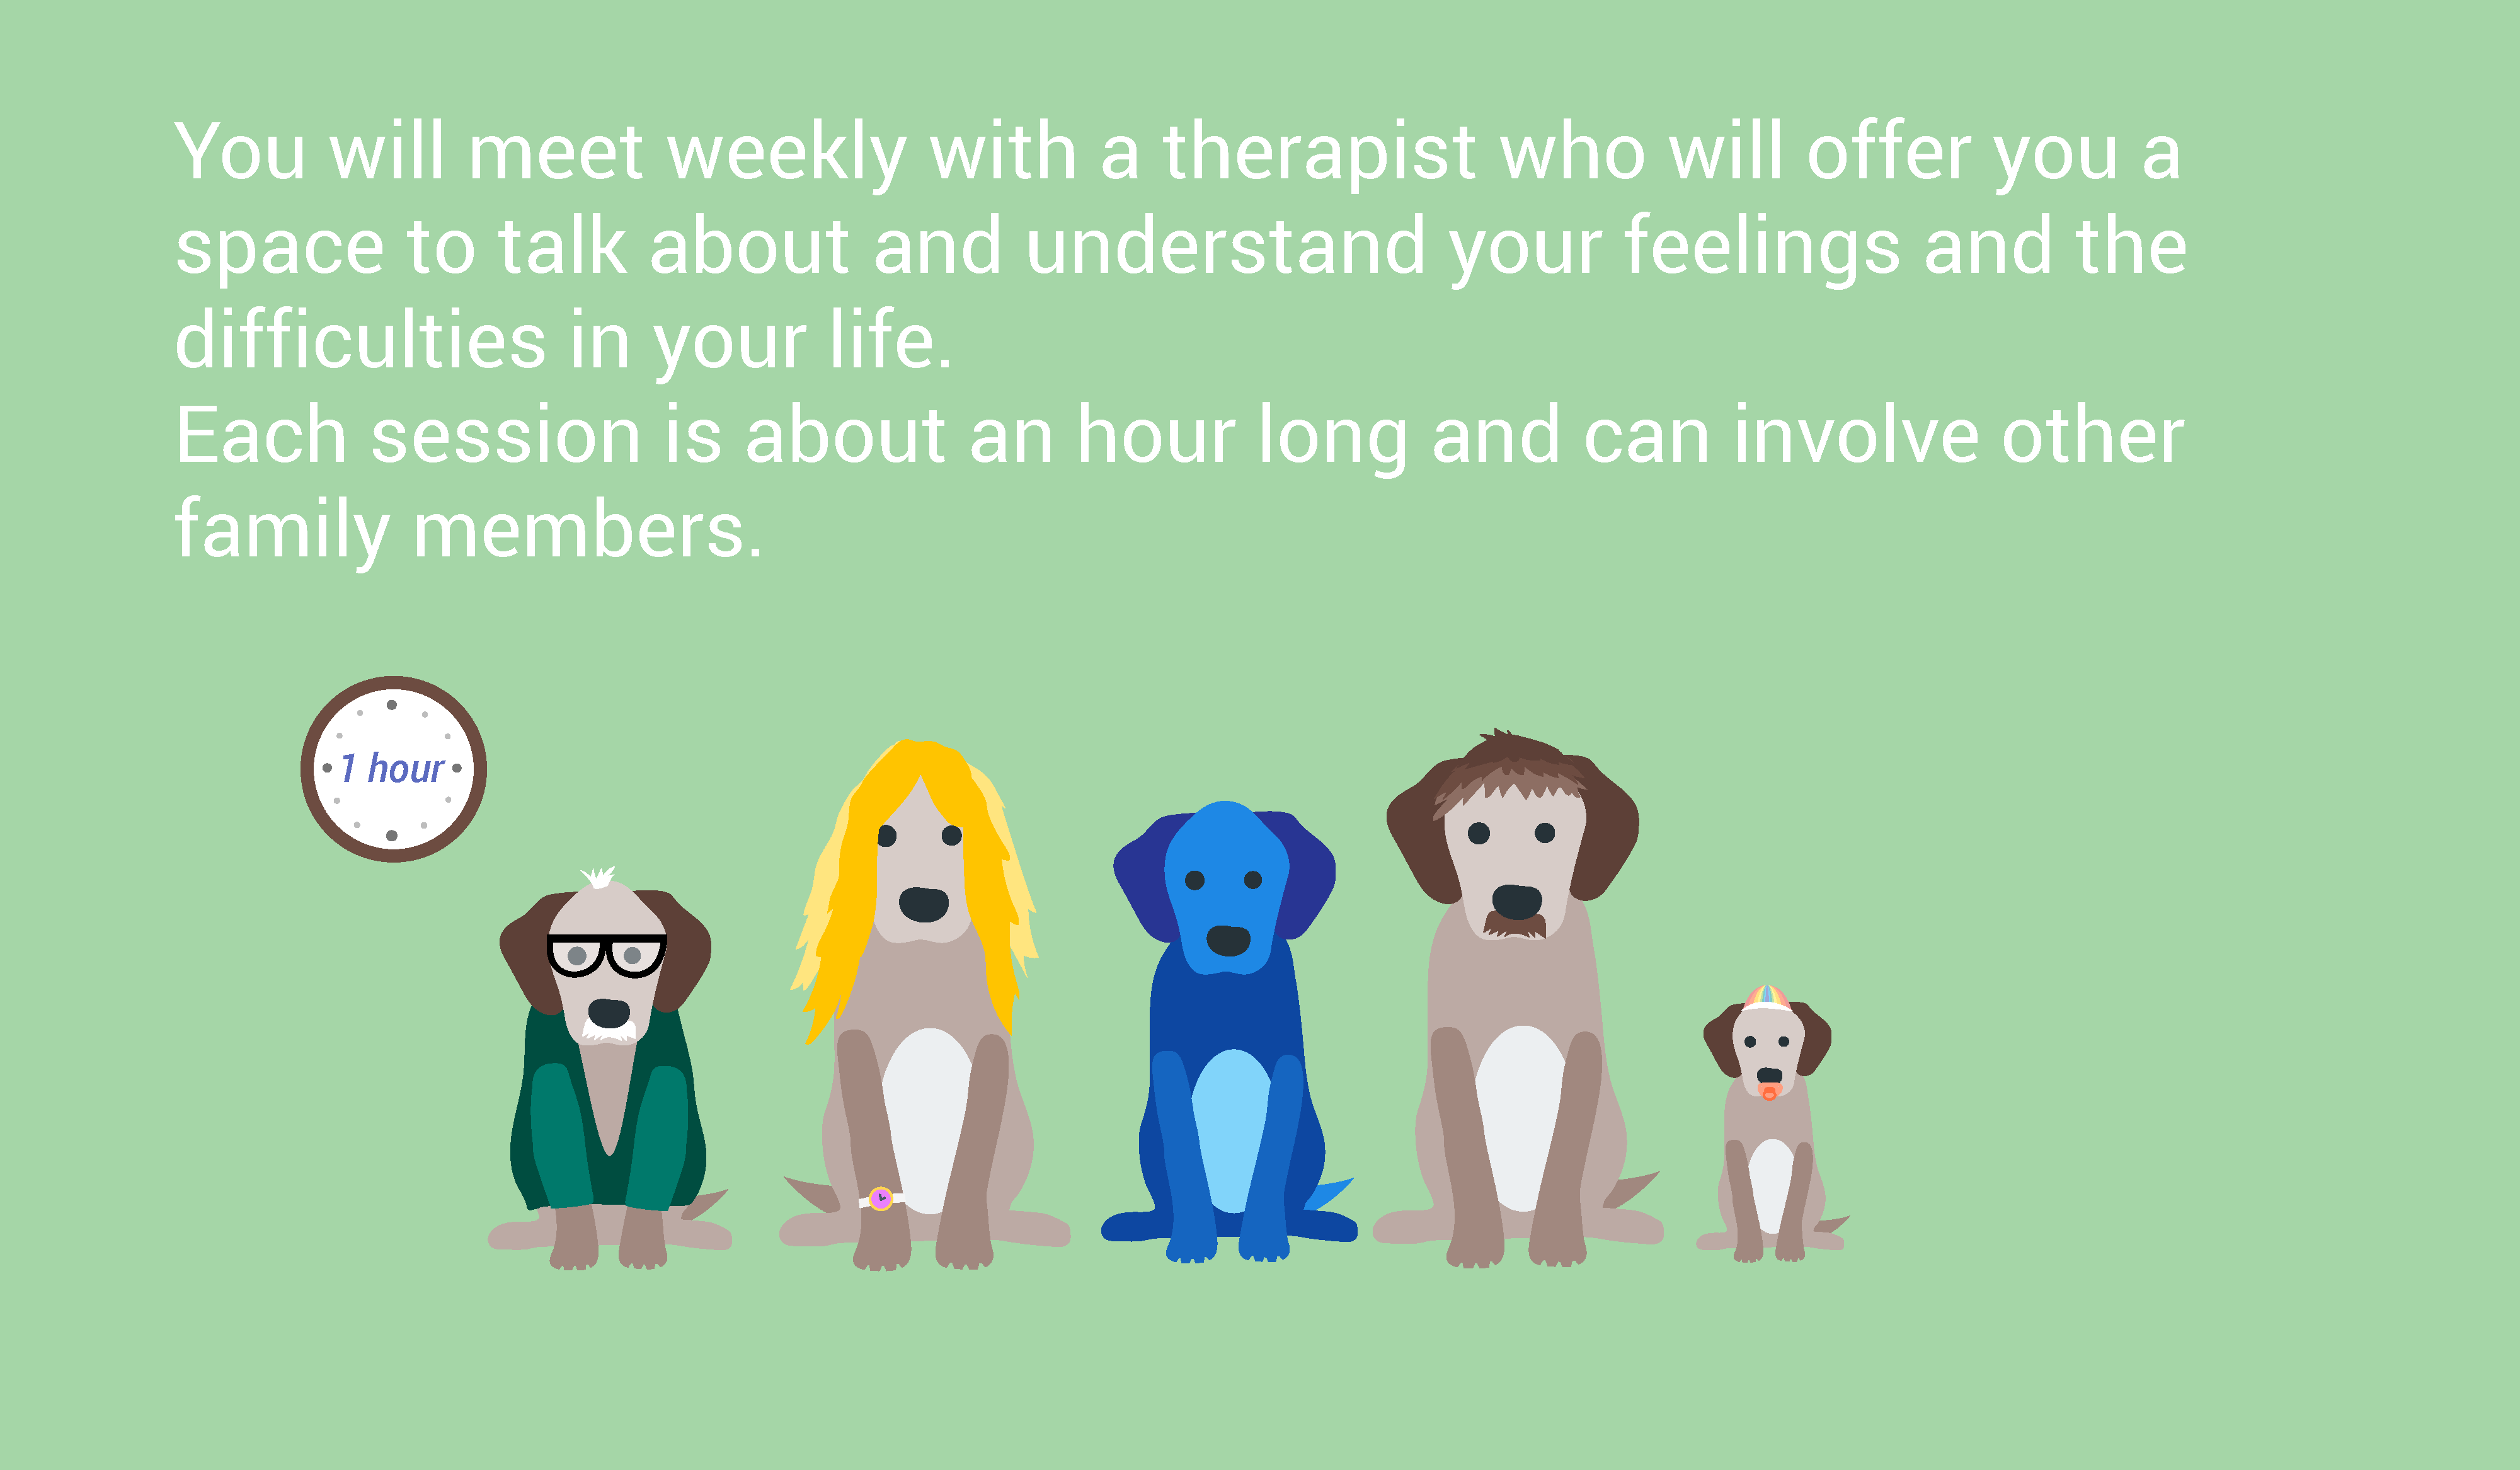 You will meet weekly with a therapist who will offer you a
space to talk about and understand your feelings and the
difficulties in your life.
Each session is about an hour long and can involve other
family members.
1 hour